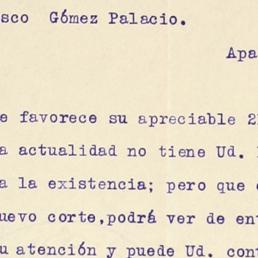 sco Gómez Palacio.
Apa
e favorece su apreciable 2
a actualidad no tiene Ud.
a la existencia; pero que
uevo corte,podrá ver de en
u atención y puede Ud. con